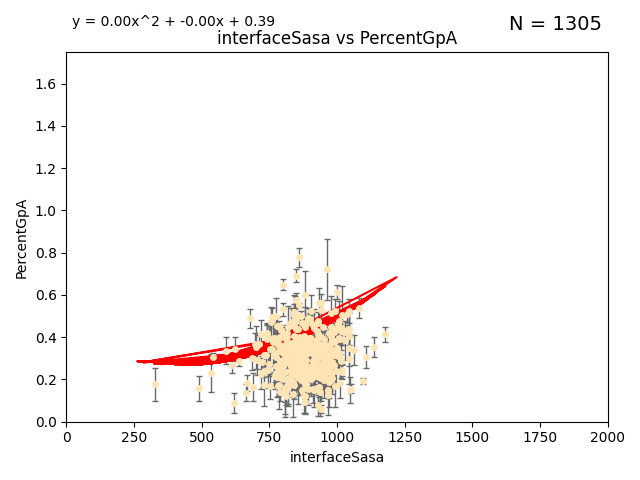 y = 0.00x^2 + -0.00x + 0.39
N = 1305
interfaceSasa vs PercentGpA
PercentGpA
1.6
1.4
1.2
1.0
0.8
0.6
0.4
0.2
0.0
0 250 500 750 1000 1250 1500 1750 2000
interfaceSasa